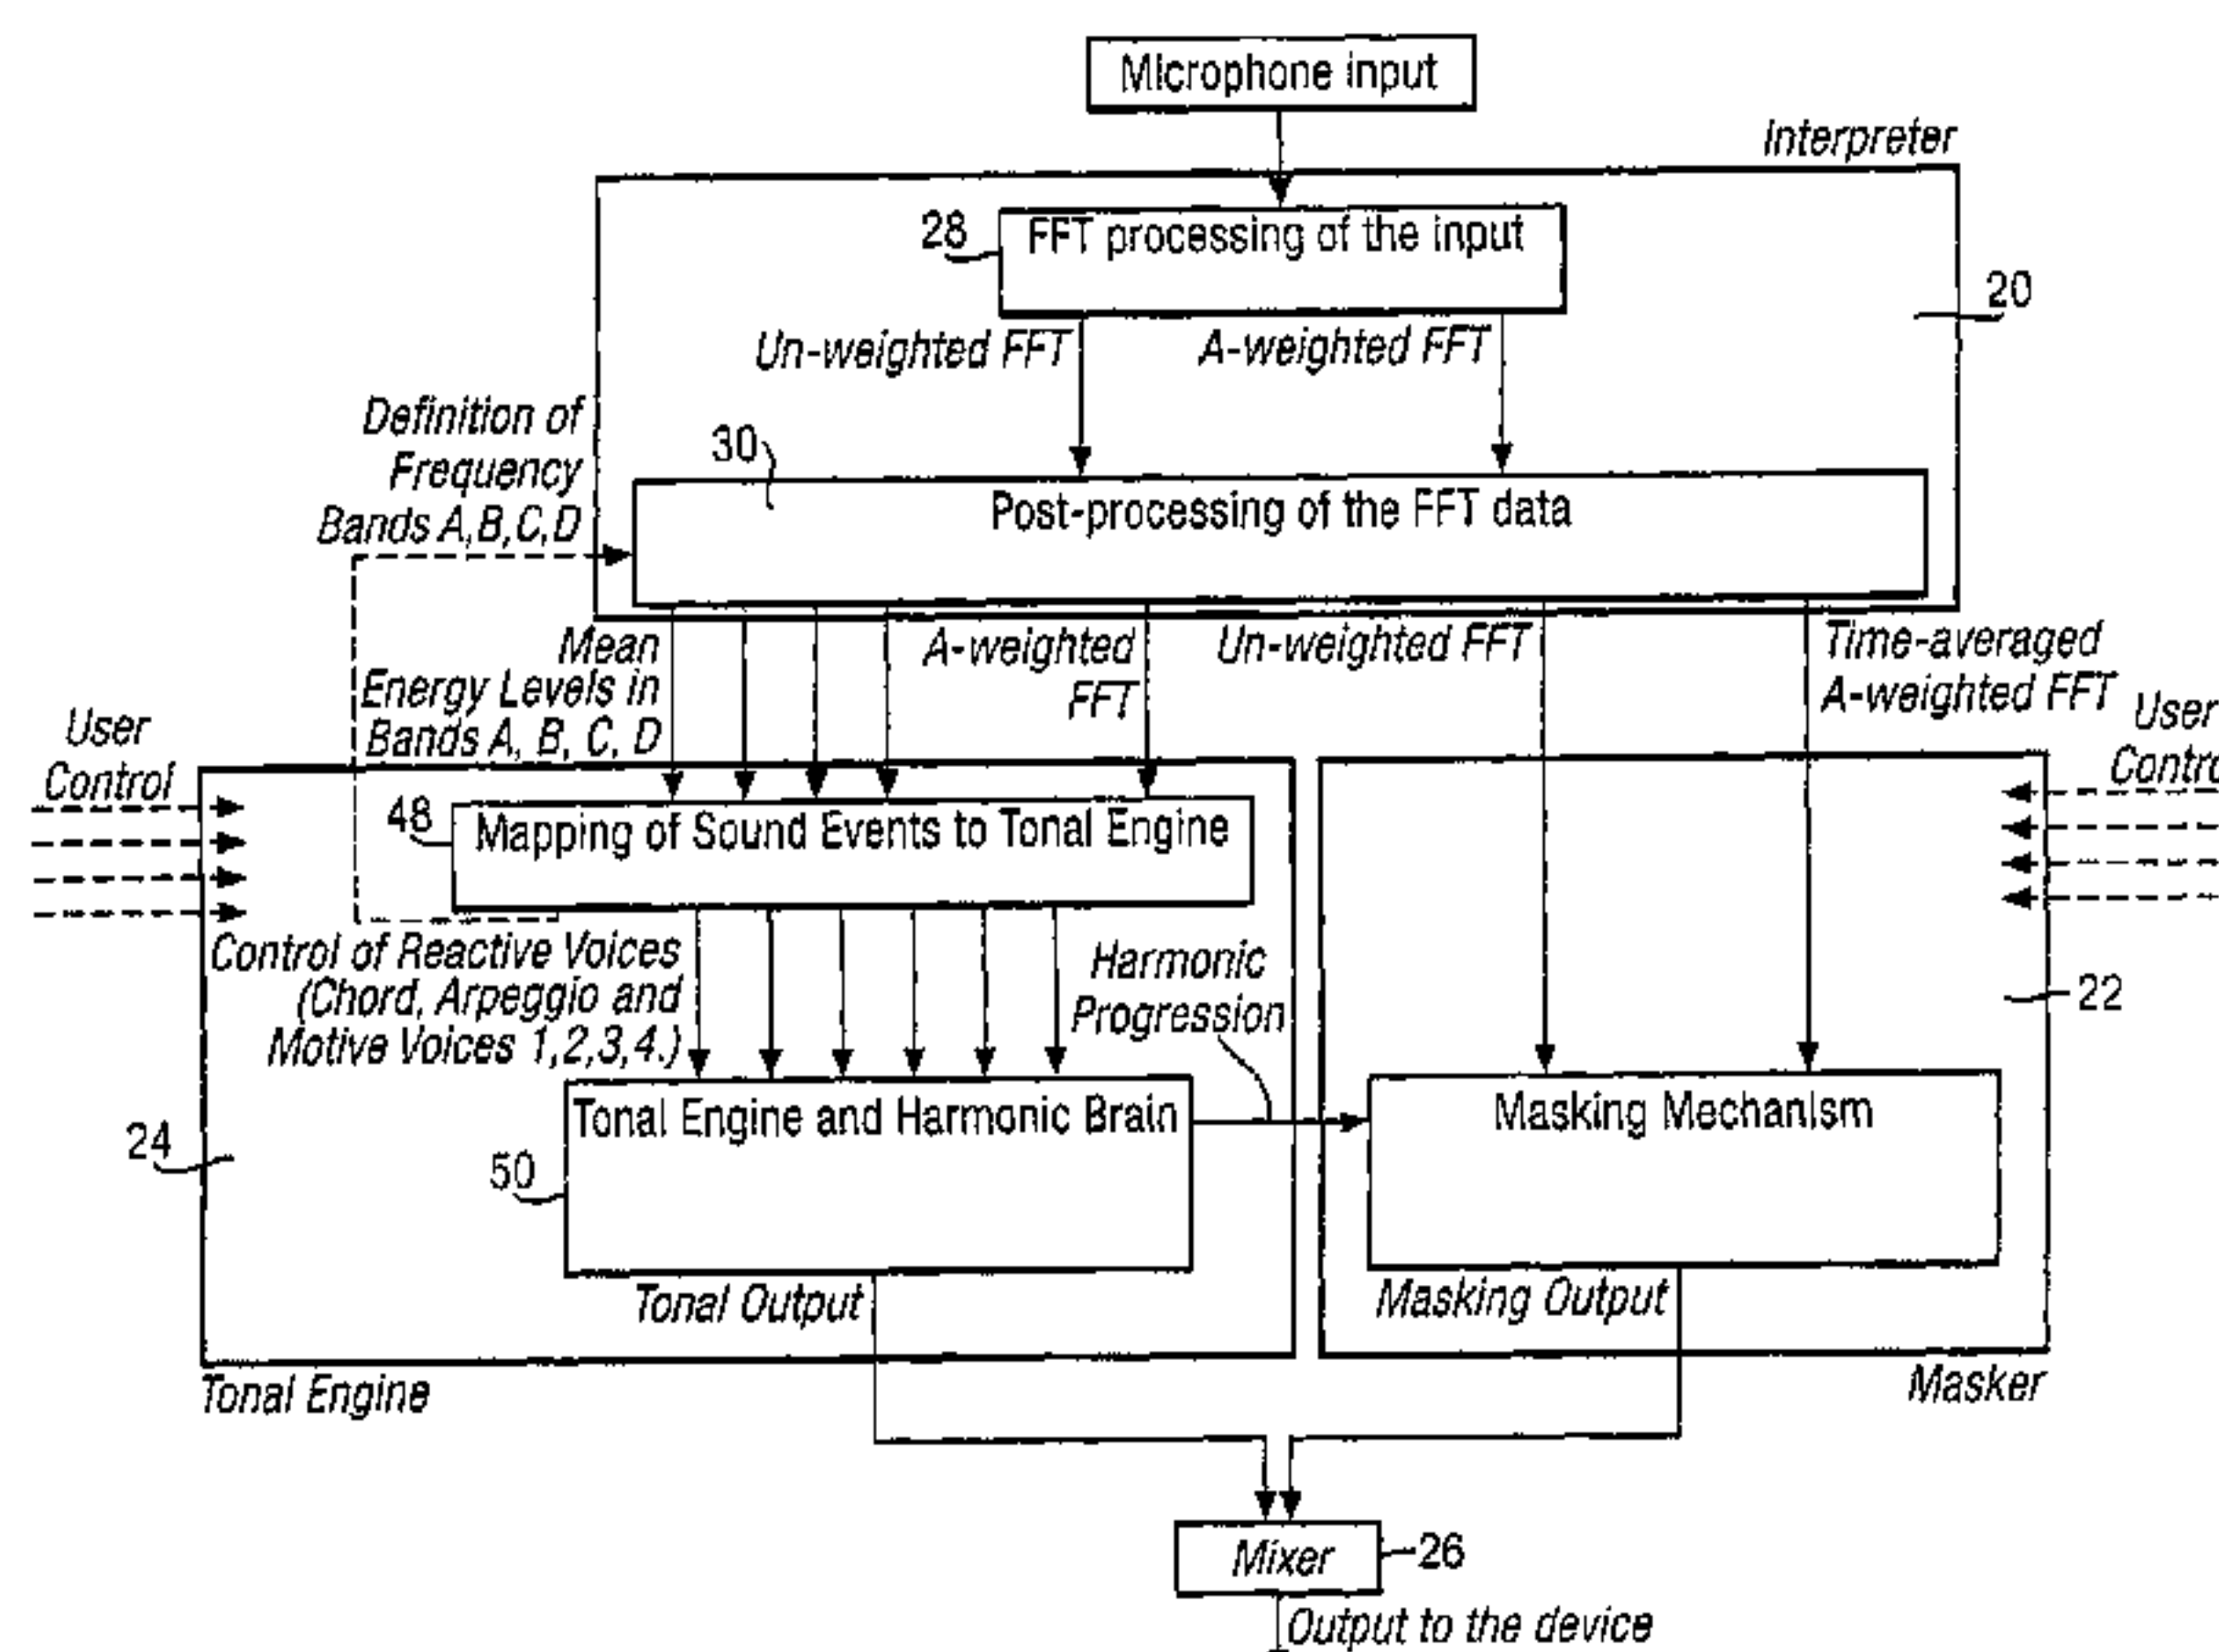 Microphone input
Interpreter
28
FFT processing of the input
20
Un-weighted FFT
A-weighted FFT
Definition of
Frequency
Bands A,B,C,D
30
Post-processing of the FFT data
Mean
Energy Levels in
Bands A, B, C, D
A-weighted
FFT
Un-weighted FFT
Time-averaged
A-weighted FFT
User
Control
User
48
Mapping of Sound Events to Tonal Engine
Control of Reactive Voices
(Chord, Arpeggio and
Motive Voices 1,2,3,4.)
Harmonic
Progression
22
24
50
Tonal Engine and Harmonic Brain
Masking Mechanism
Tonal Output
Masking Output
Tonal Engine
Masker
Mixer
26
Output to the device